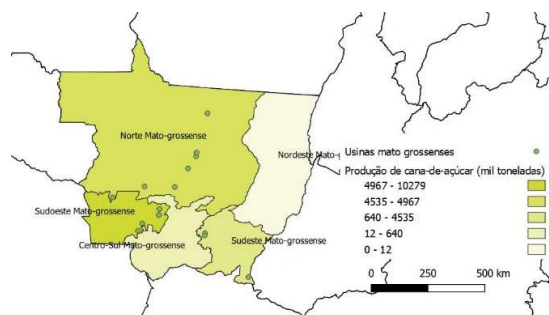 Norte Mato-grossense
Nordeste Mato-g
Sudoeste Mato-grossense
Centro-Sul Mato-grossense
Sudeste Mato-grossense
Usinas mato grossenses
Produção de cana-de-açúcar (mil toneladas)
4967 - 10279
4535 - 4967
640 - 4535
12 - 640
0 - 12
0 250 500 km